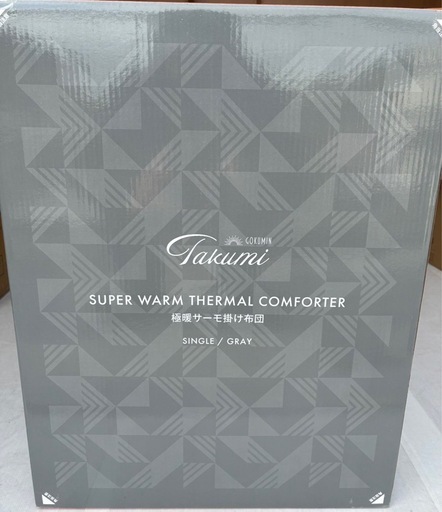 GOKUMIN
Takumi
SUPER WARM THERMAL COMFORTER
極暖サーモ掛け布団
SINGLE / GRAY